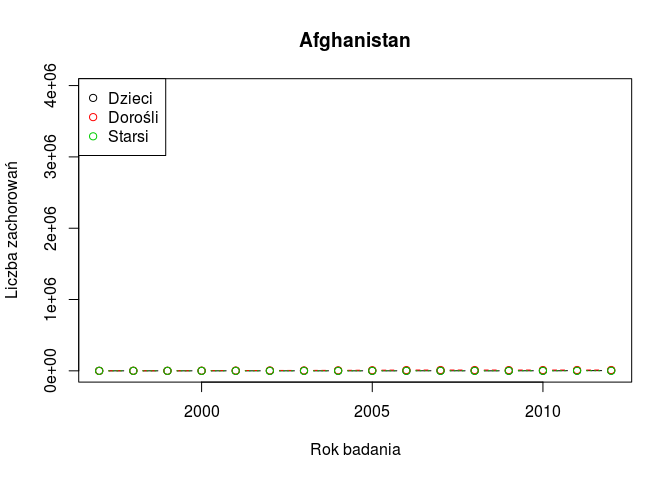 Afghanistan
Dzieci
Dorośli
Starsi
Liczba zachorowań
4e+06
3e+06
2e+06
1e+06
0e+00
2000 2005 2010
Rok badania